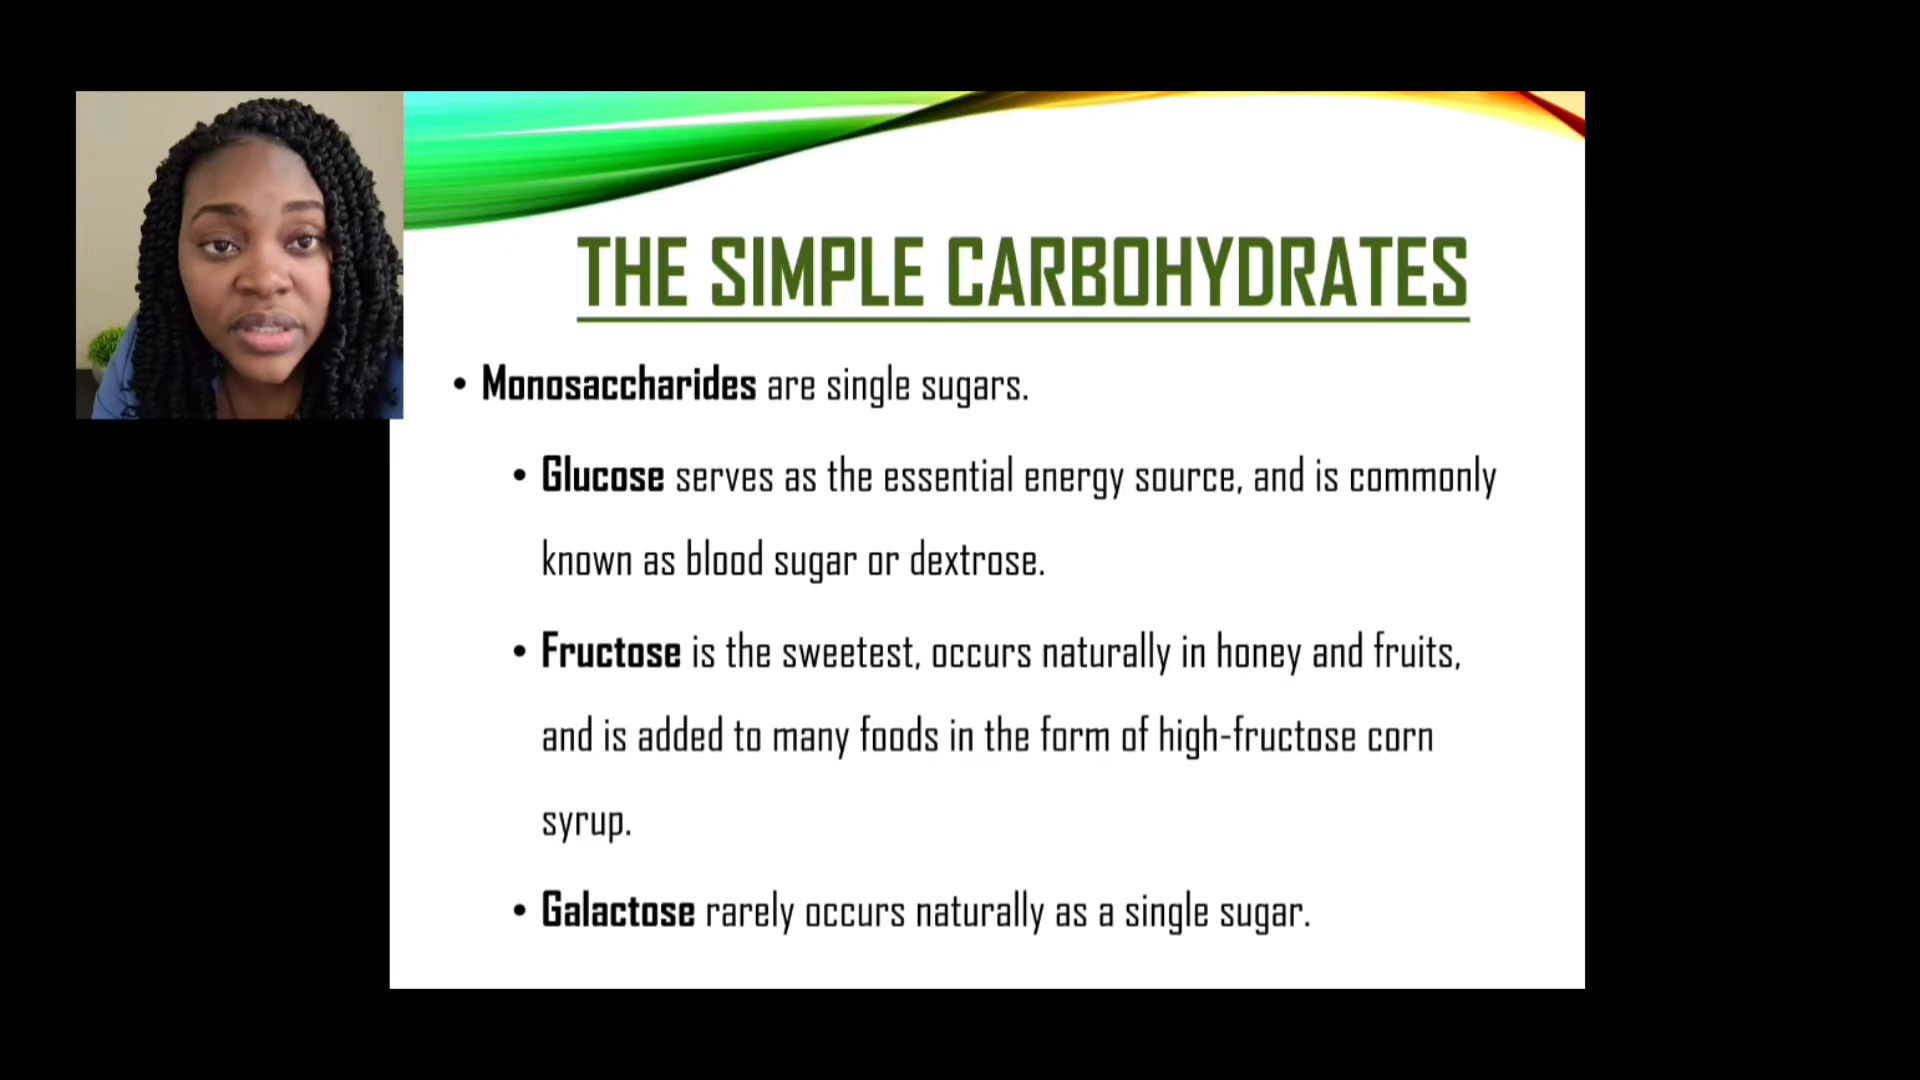 THE SIMPLE CARBOHYDRATES
• Monosaccharides are single sugars.
• Glucose serves as the essential energy source, and is commonly
known as blood sugar or dextrose.
• Fructose is the sweetest, occurs naturally in honey and fruits,
and is added to many foods in the form of high-fructose corn
syrup.
• Galactose rarely occurs naturally as a single sugar.